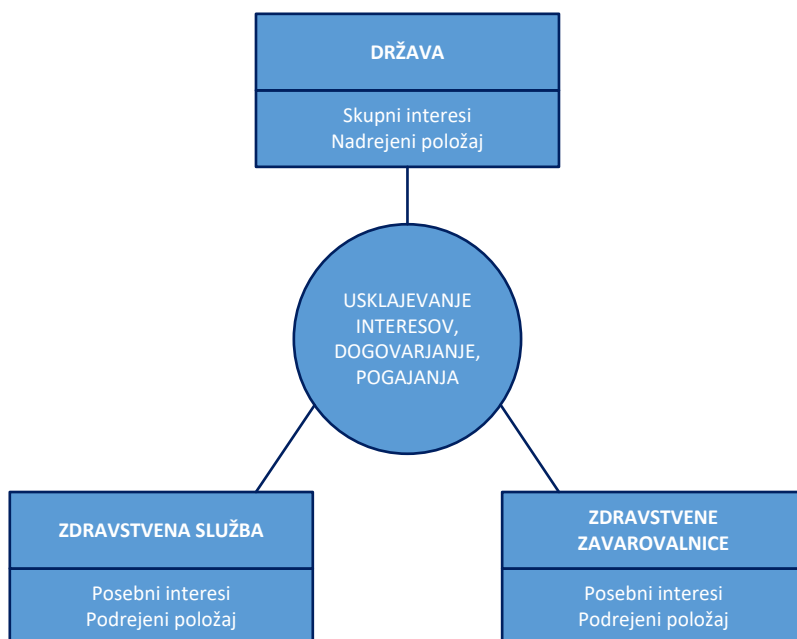 DRŽAVA
Skupni interesi
Nadrejeni položaj
USKLAJEVANJE
INTERESOV,
DOGOVARJANJE,
POGAJANJA
ZDRAVSTVENA SLUŽBA
Posebni interesi
Podrejeni položaj
ZDRAVSTVENE
ZAVAROVALNICE
Posebni interesi
Podrejeni položaj